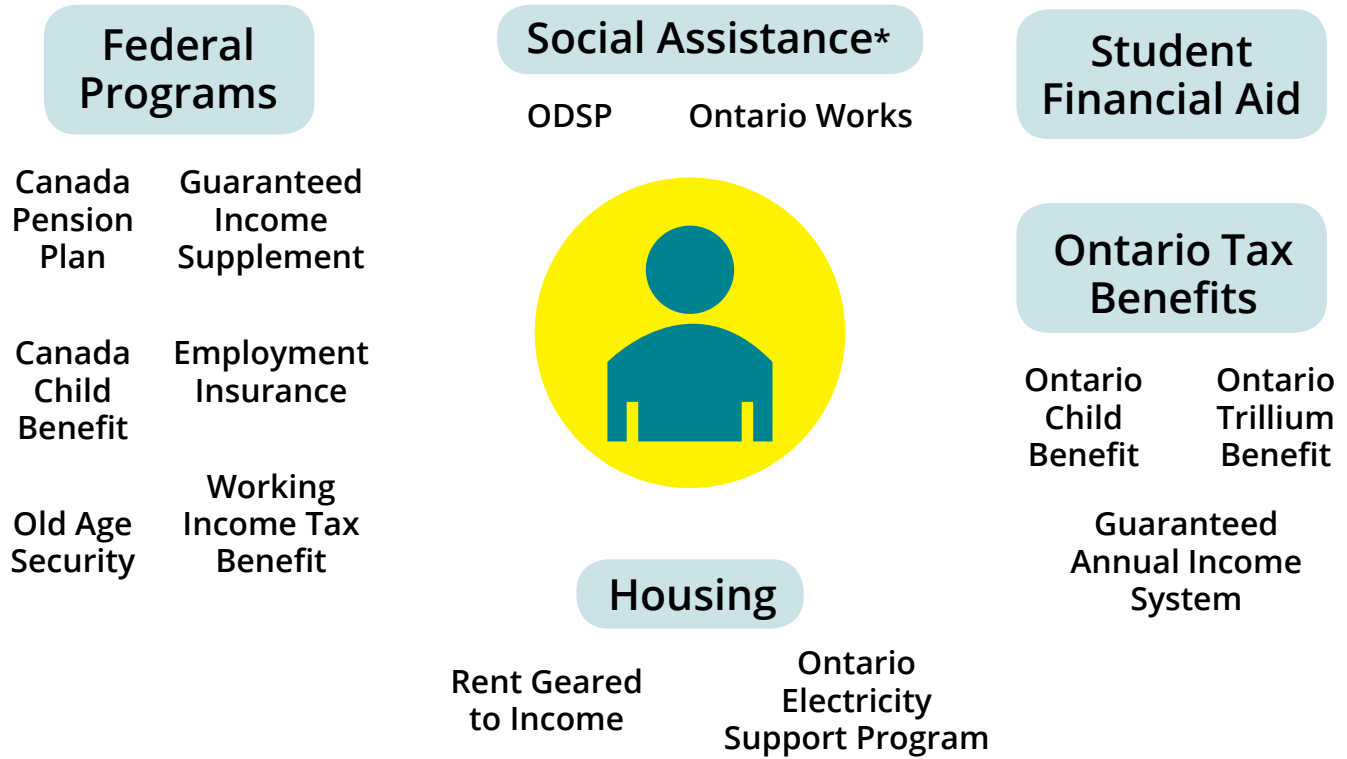 Federal
Programs
Canada
Pension
Plan
Guaranteed
Income
Supplement
Canada
Child
Benefit
Employment
Insurance
Old Age
Security
Working
Income Tax
Benefit
Social Assistance*
ODSP
Ontario Works
Housing
Rent Geared
to Income
Ontario
Electricity
Support Program
Student
Financial Aid
Ontario Tax
Benefits
Ontario
Child
Benefit
Ontario
Trillium
Benefit
Guaranteed
Annual Income
System